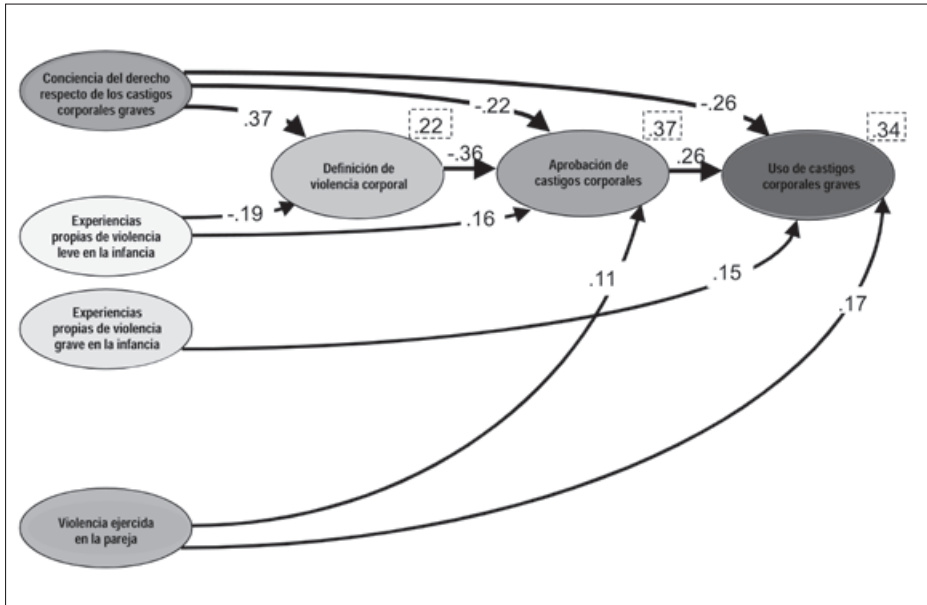 Conciencia del derecho
respecto de los castigos
corporales graves
-.26
-.22
.37
.22
.37
.34
Definición de
violencia corporal
-.36
Aprobación de
castigos corporales
.26
Uso de castigos
corporales graves
Experiencias
propias de violencia
leve en la infancia
-.19
.16
Experiencias
propias de violencia
grave en la infancia
.11
.15
.17
Violencia ejercida
en la pareja